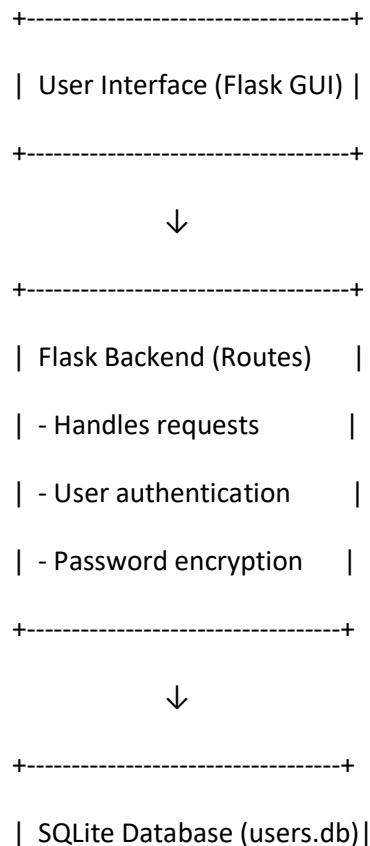 +------------------------------------+
| User Interface (Flask GUI) |
+------------------------------------+
↓
+------------------------------------+
| Flask Backend (Routes) |
| - Handles requests |
| - User authentication |
| - Password encryption |
+-----------------------------------+
↓
+-----------------------------------+
| SQLite Database (users.db)|